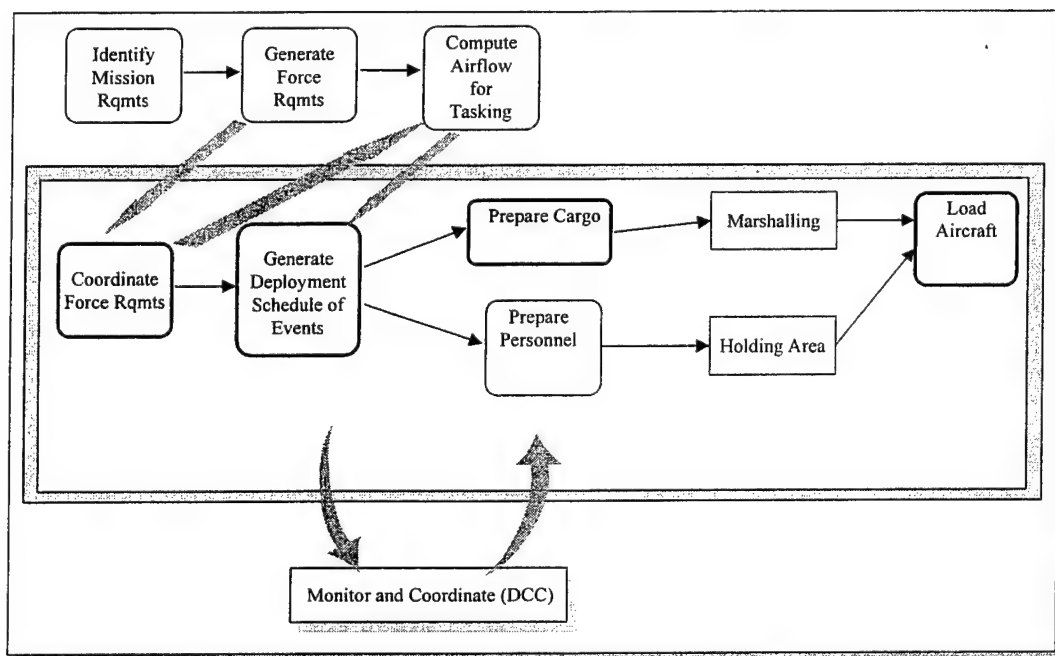 Identify
Mission
Rqmts
Generate
Force
Rqmts
Compute
Airflow
for
Tasking
Coordinate
Force Rqmts
Generate
Deployment
Schedule of
Events
Prepare Cargo
Prepare
Personnel
Marshalling
Holding Area
Load
Aircraft
Monitor and Coordinate (DCC)